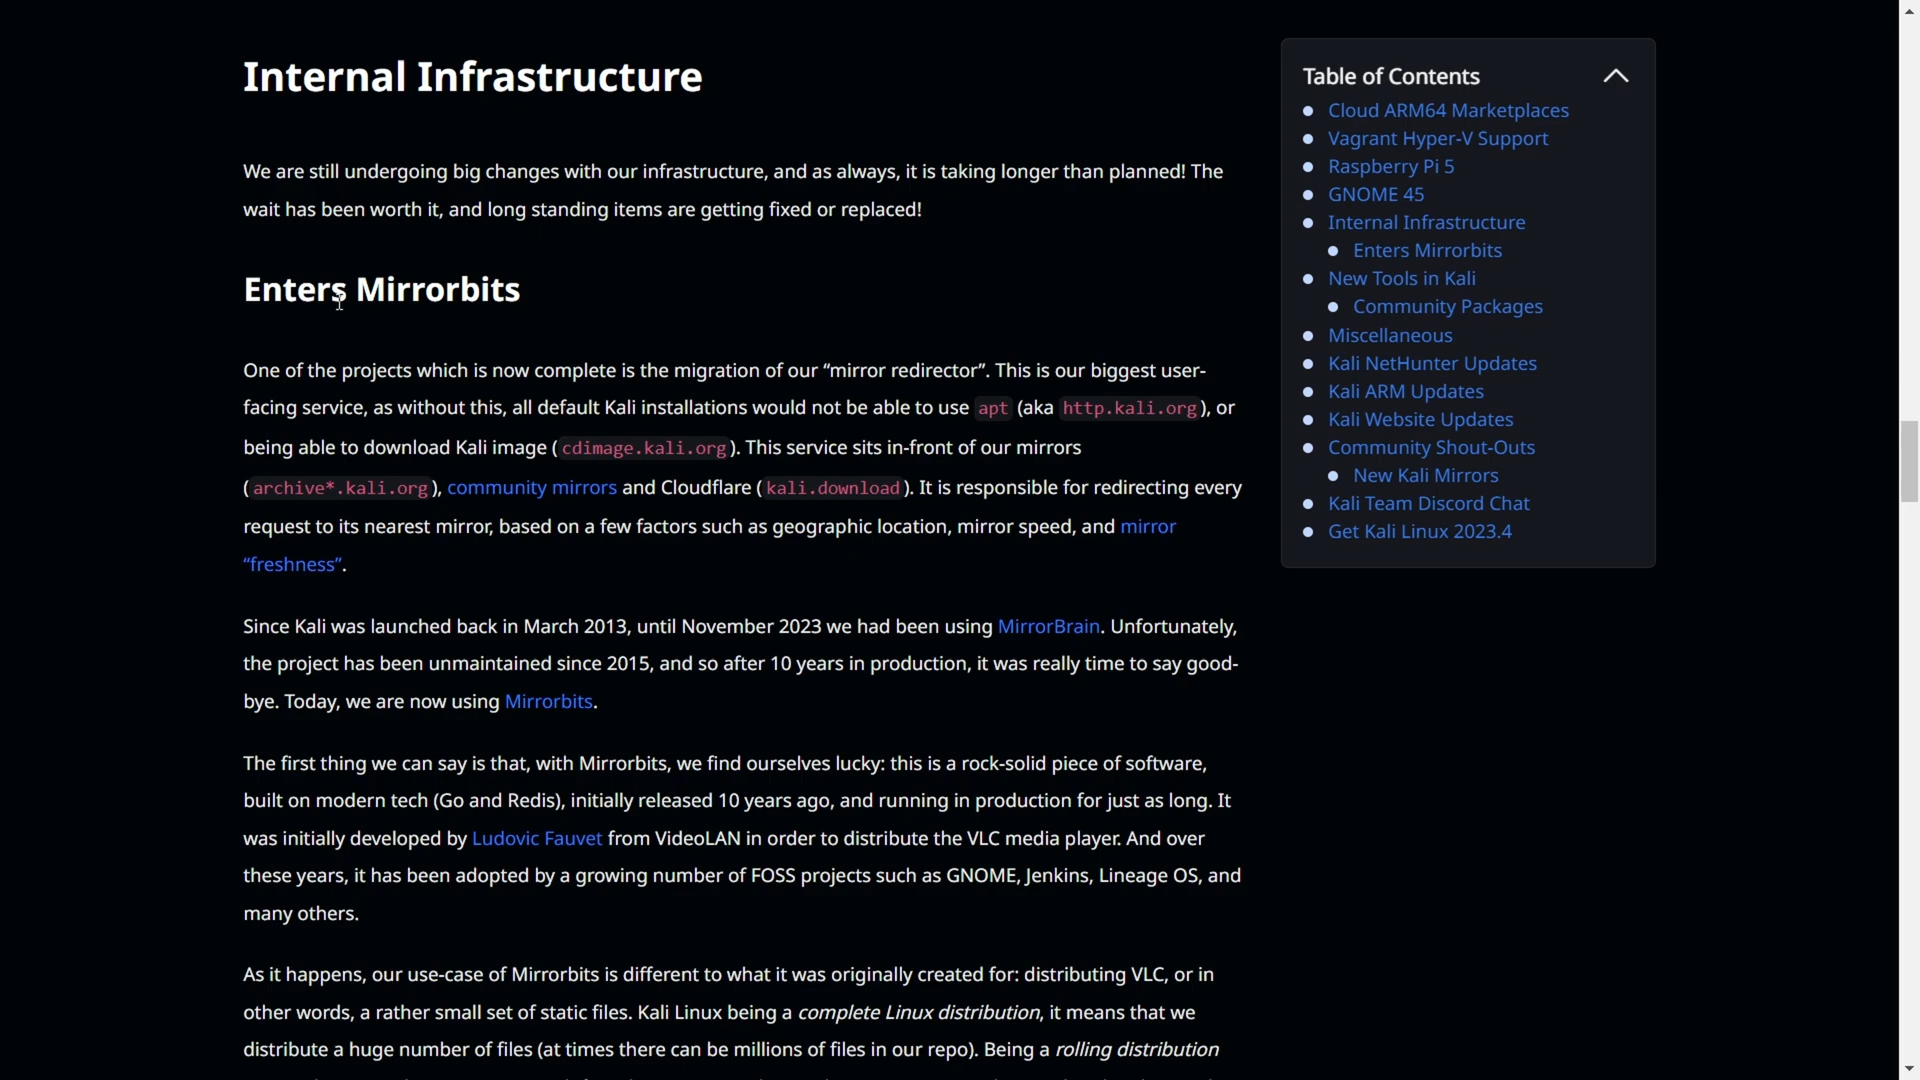 Internal Infrastructure
We are still undergoing big changes with our infrastructure, and as always, it is taking longer than planned! The
wait has been worth it, and long standing items are getting fixed or replaced!
Enters Mirrorbits
One of the projects which is now complete is the migration of our “mirror redirector”. This is our biggest user-
facing service, as without this, all default Kali installations would not be able to use apt (aka http.kali.org), or
being able to download Kali image (cdimage.kali.org). This service sits in-front of our mirrors
(archive*.kali.org), community mirrors and Cloudflare (kali.download). It is responsible for redirecting every
request to its nearest mirror, based on a few factors such as geographic location, mirror speed, and mirror
“freshness”.
Since Kali was launched back in March 2013, until November 2023 we had been using MirrorBrain. Unfortunately,
the project has been unmaintained since 2015, and so after 10 years in production, it was really time to say good-
bye. Today, we are now using Mirrorbits.
The first thing we can say is that, with Mirrorbits, we find ourselves lucky: this is a rock-solid piece of software,
built on modern tech (Go and Redis), initially released 10 years ago, and running in production for just as long. It
was initially developed by Ludovic Fauvet from VideoLAN in order to distribute the VLC media player. And over
these years, it has been adopted by a growing number of FOSS projects such as GNOME, Jenkins, Lineage OS, and
many others.
As it happens, our use-case of Mirrorbits is different to what it was originally created for: distributing VLC, or in
other words, a rather small set of static files. Kali Linux being a complete Linux distribution, it means that we
distribute a huge number of files (at times there can be millions of files in our repo). Being a rolling distribution
Table of Contents
Cloud ARM64 Marketplaces
Vagrant Hyper-V Support
Raspberry Pi 5
GNOME 45
Internal Infrastructure
Enters Mirrorbits
New Tools in Kali
Community Packages
Miscellaneous
Kali NetHunter Updates
Kali ARM Updates
Kali Website Updates
Community Shout-Outs
New Kali Mirrors
Kali Team Discord Chat
Get Kali Linux 2023.4